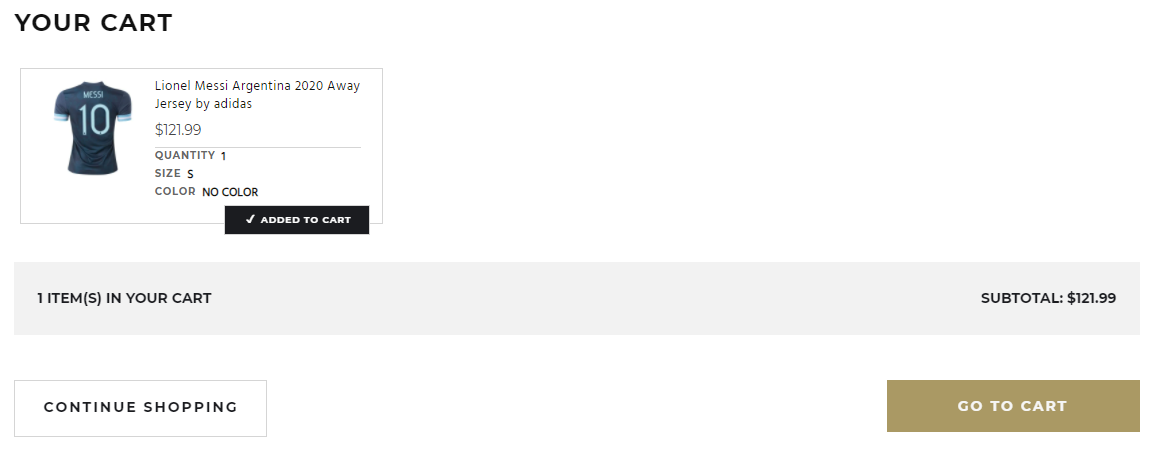 YOUR CART
MESSI
10
Lionel Messi Argentina 2020 Away
Jersey by adidas
$121.99
QUANTITY 1
SIZE S
COLOR NO COLOR
✓ ADDED TO CART
1 ITEM(S) IN YOUR CART
SUBTOTAL: $121.99
CONTINUE SHOPPING
GO TO CART